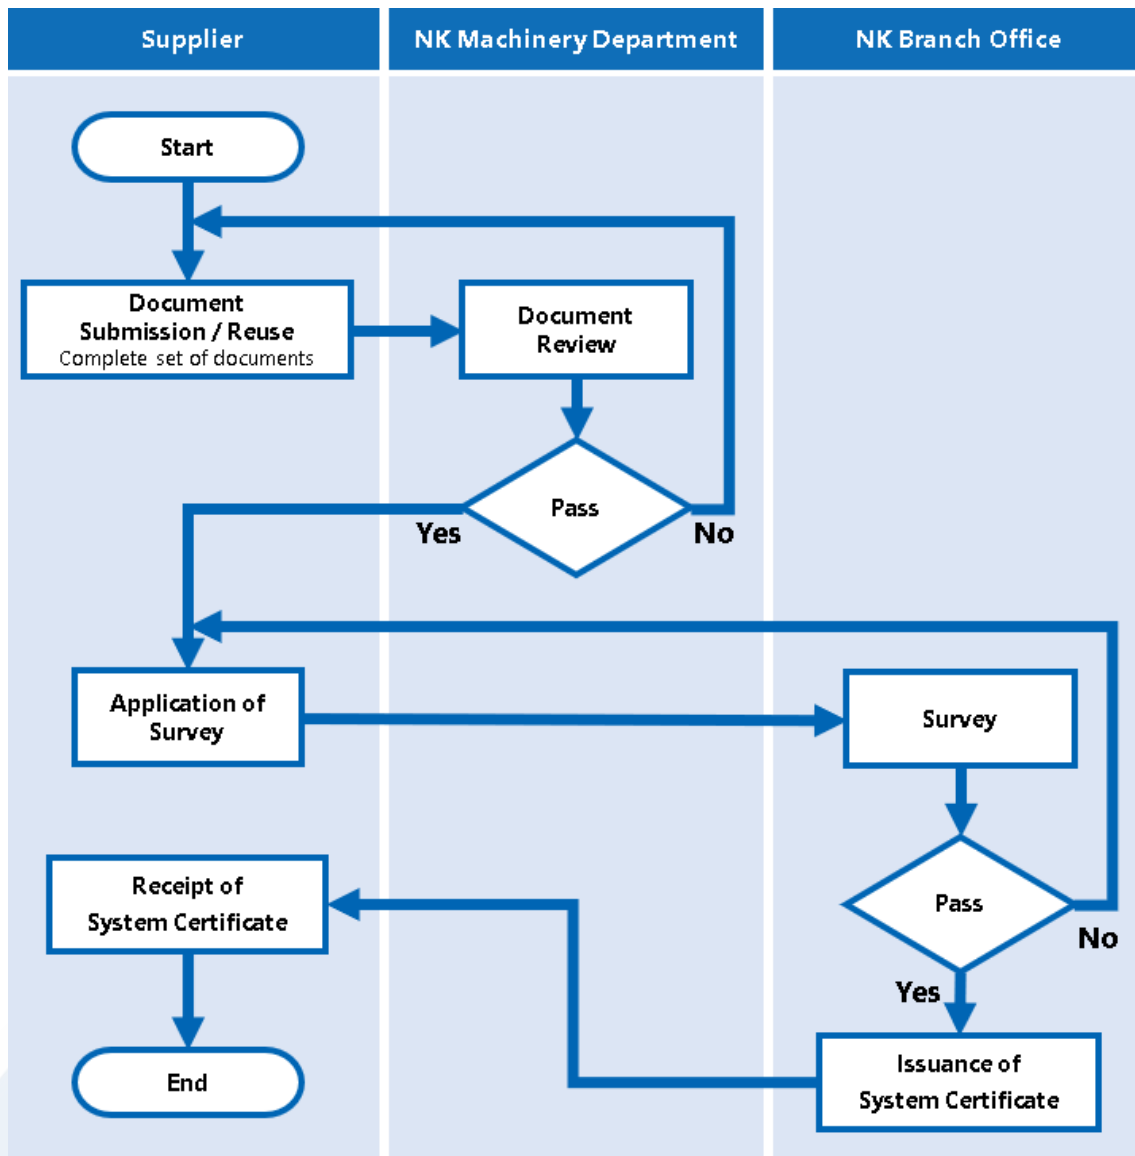 Supplier
NK Machinery Department
NK Branch Office
Start
Document
Submission / Reuse
Complete set of documents
Document
Review
Pass
Yes
No
Application of
Survey
Survey
Receipt of
System Certificate
Pass
No
Yes
End
Issuance of
System Certificate